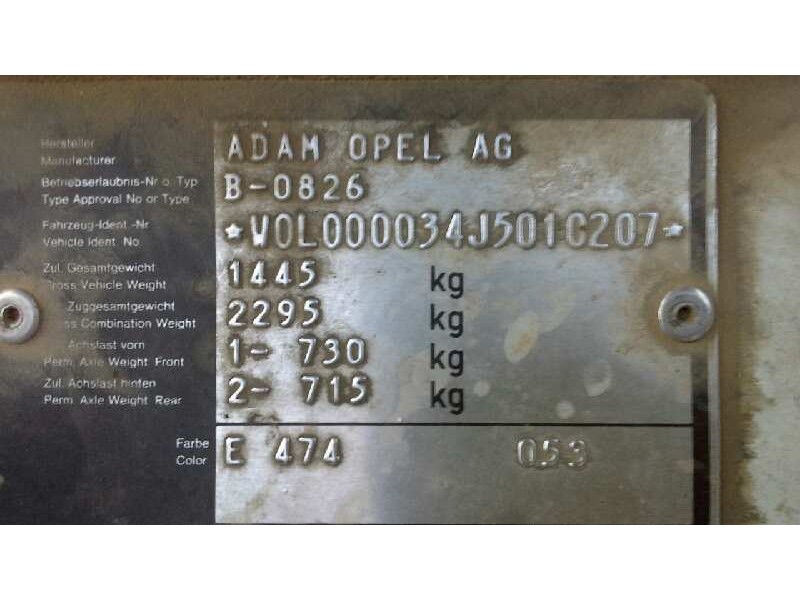 Hersteller
Manufacturer
ADAM OPEL AG
Betriebserlaubnis-Nr o. Typ
Type Approval No or Type
B-0826
Fahrzeug-Ident.-Nr
Vehicle Ident. No.
*W0L000034J501C207*
Zul. Gesamtgewicht
Gross Vehicle Weight
1445 kg
Zuggesamtgewicht
Combination Weight
2295 kg
Achslast vorn
Perm. Axle Weight Front
1- 730 kg
Zul. Achslast hinten
Perm. Axle Weight Rear
2- 715 kg
Farbe
Color
E 474 053